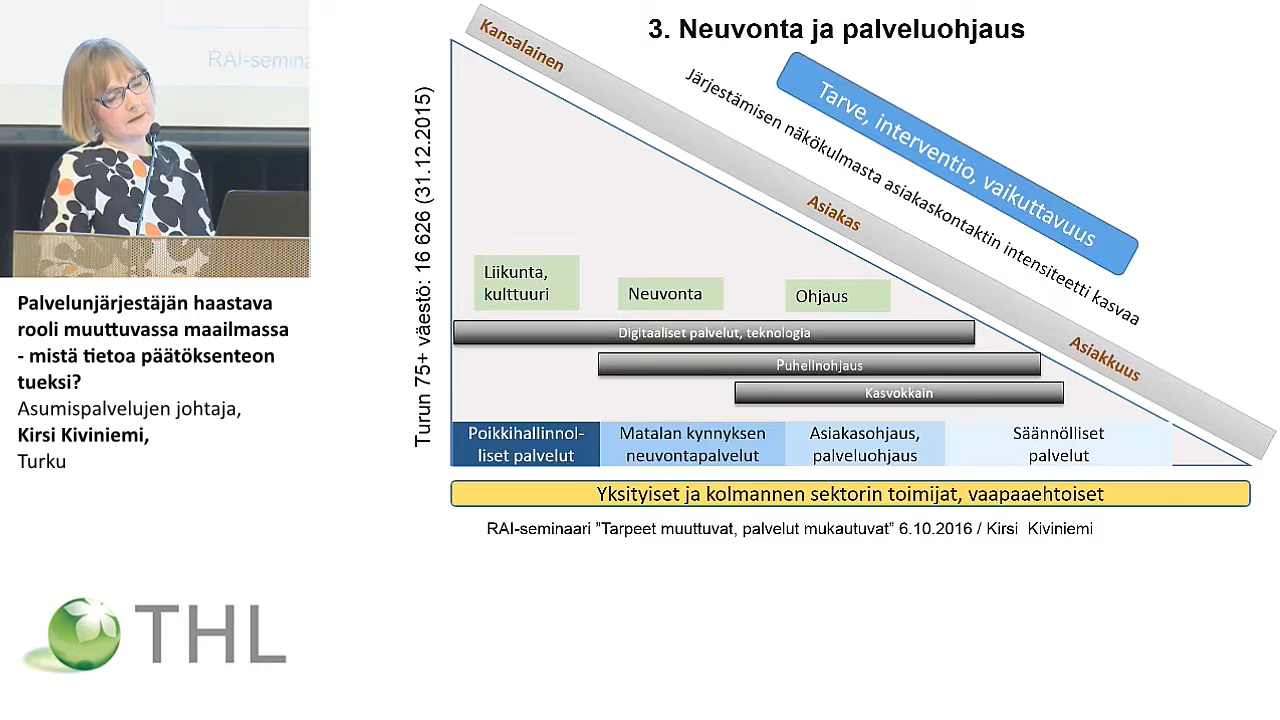 RAI-semina
3. Neuvonta ja palveluohjaus
Kansalainen
Asiakas
Asiakkuus
Tarve, interventio, vaikuttavuus
Järjestämisen näkökulmasta asiakaskontaktin intensiteetti kasvaa
Turun 75+ väestö: 16 626 (31.12.2015)
Liikunta,
kulttuuri
Neuvonta
Ohjaus
Digitaaliset palvelut, teknologia
Puhelinohjaus
Kasvokkain
Poikkihallinnol-
liset palvelut
Matalan kynnyksen
neuvontapalvelut
Asiakasohjaus,
palveluohjaus
Säännölliset
palvelut
Yksityiset ja kolmannen sektorin toimijat, vaapaaehtoiset
RAI-seminaari ”Tarpeet muuttuvat, palvelut mukautuvat” 6.10.2016 / Kirsi Kiviniemi
Palvelunjärjestäjän haastava
rooli muuttuvassa maailmassa
- mistä tietoa päätöksenteon
tueksi?
Asumispalvelujen johtaja,
Kirsi Kiviniemi,
Turku
THL